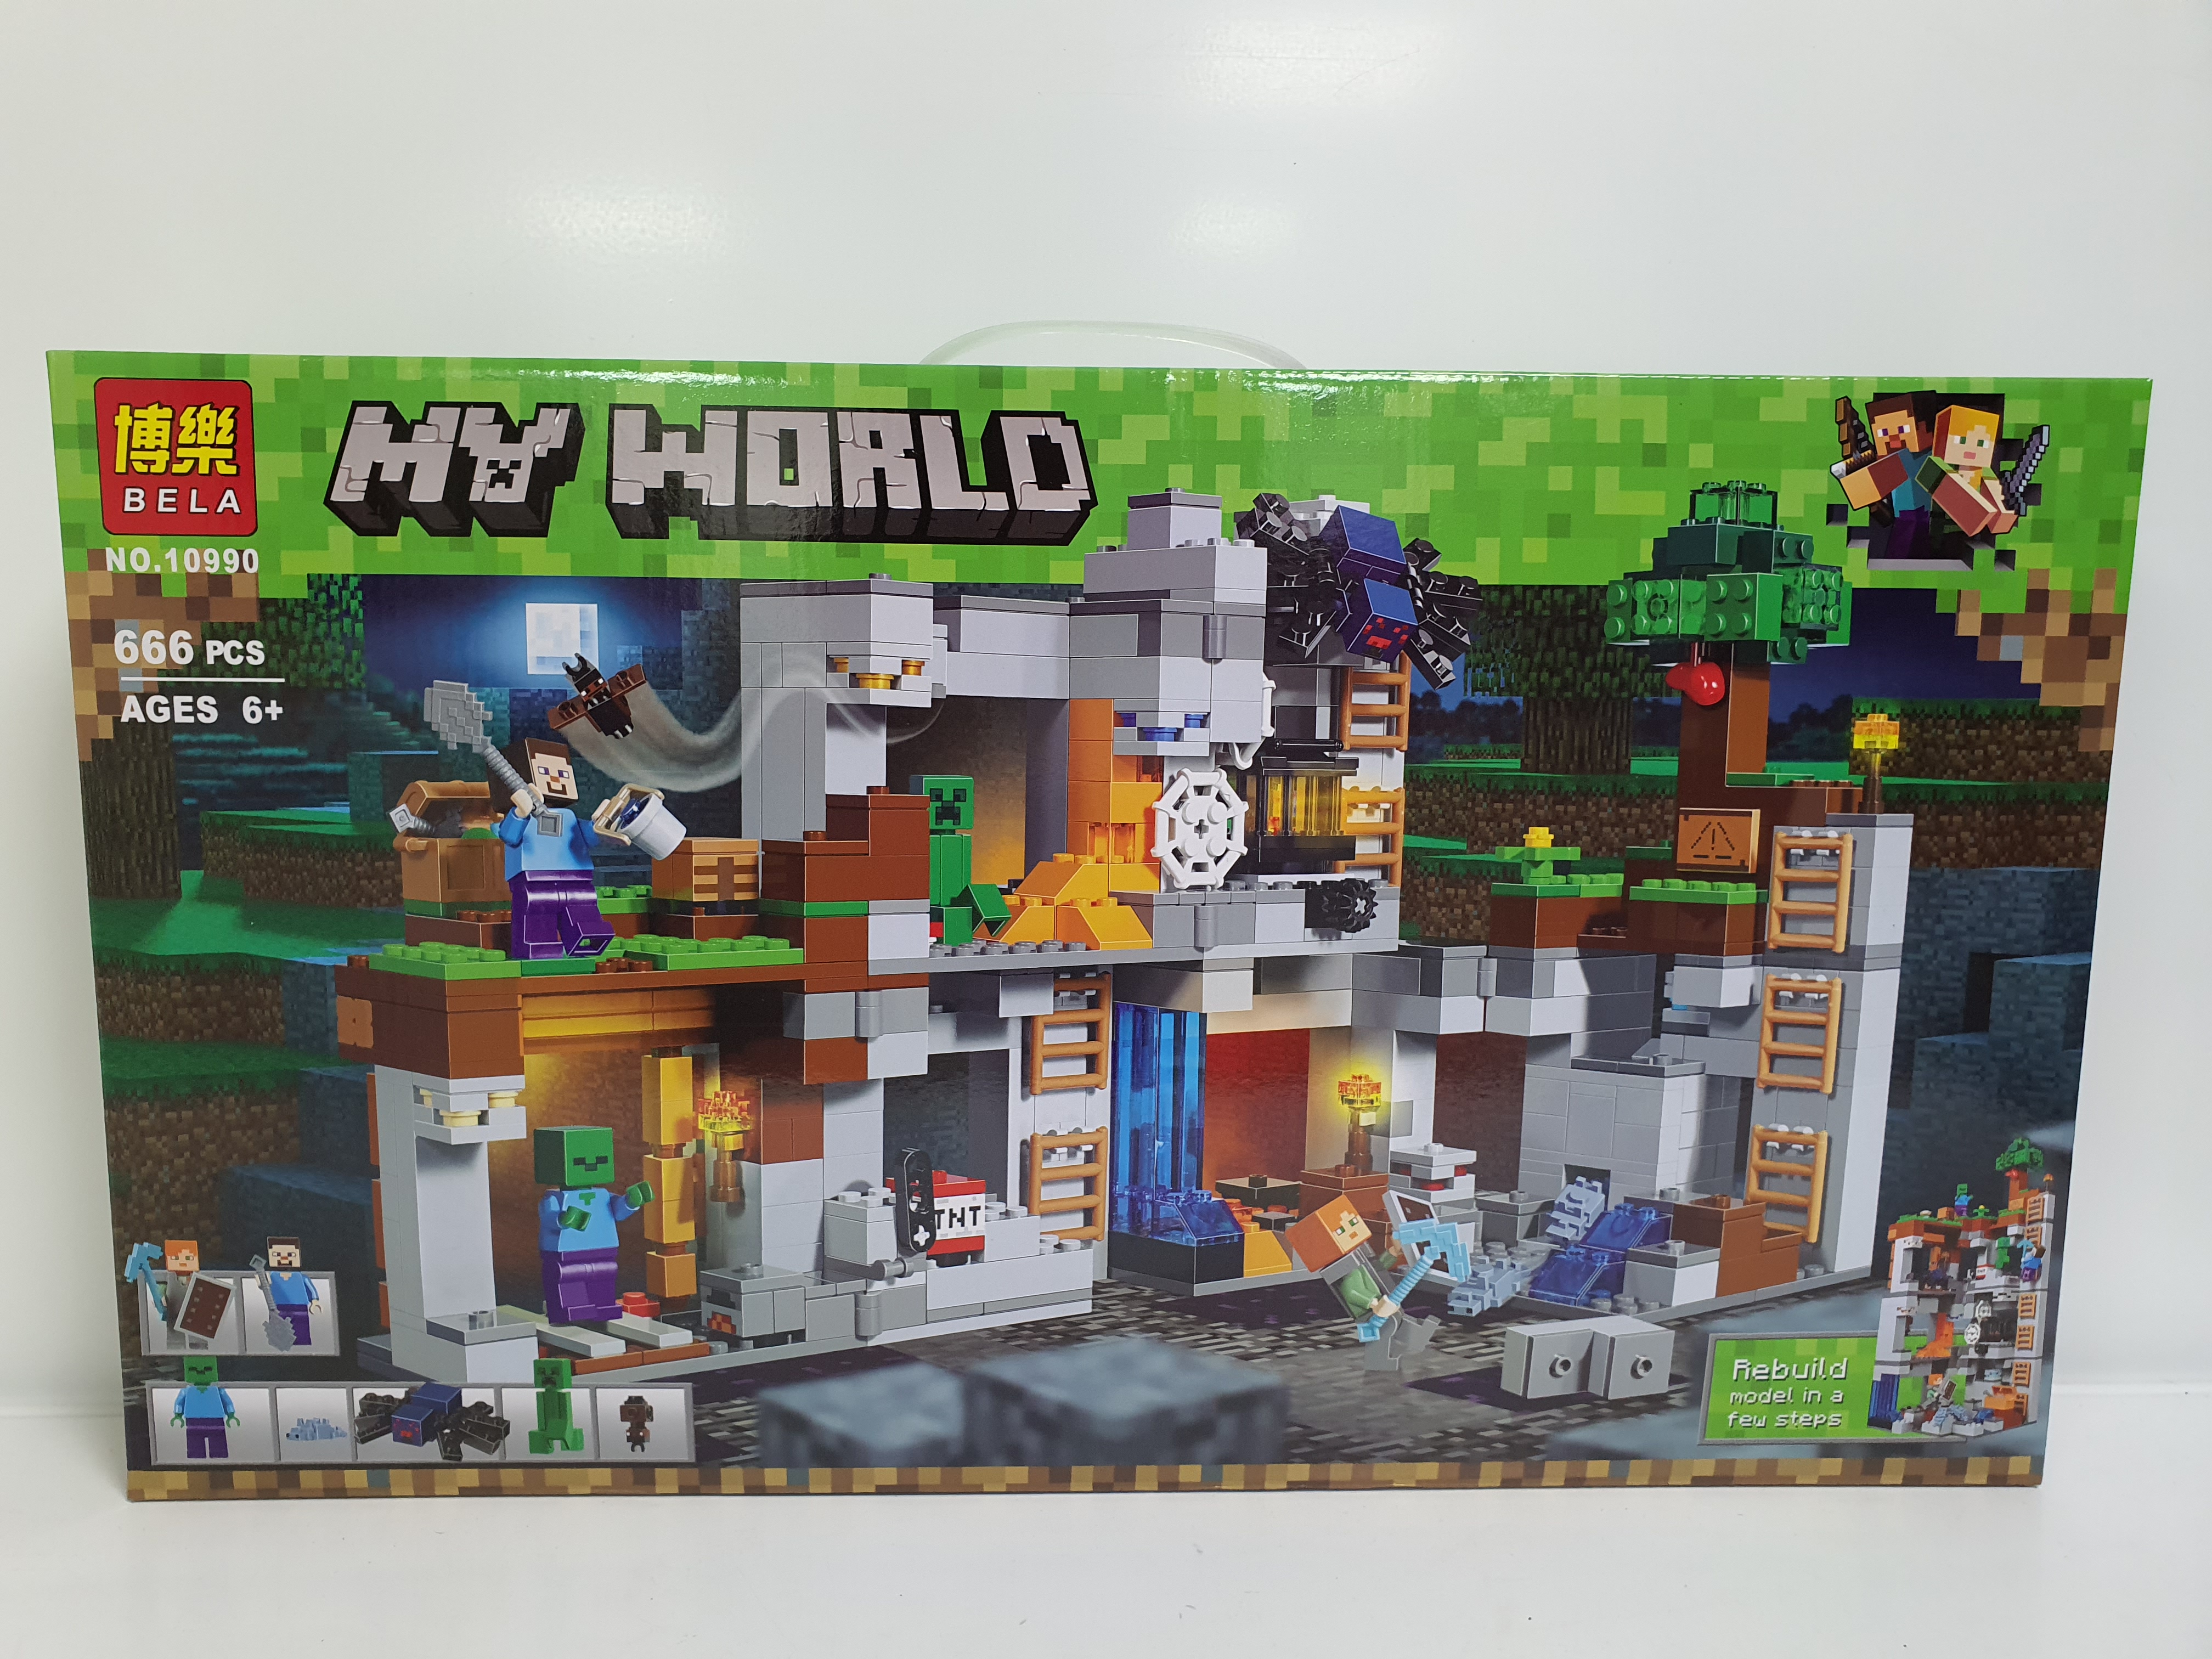 博樂
BELA
NO.10990
MY WORLD
666 PCS
AGES 6+
TNT
Rebuild
model in a
few steps